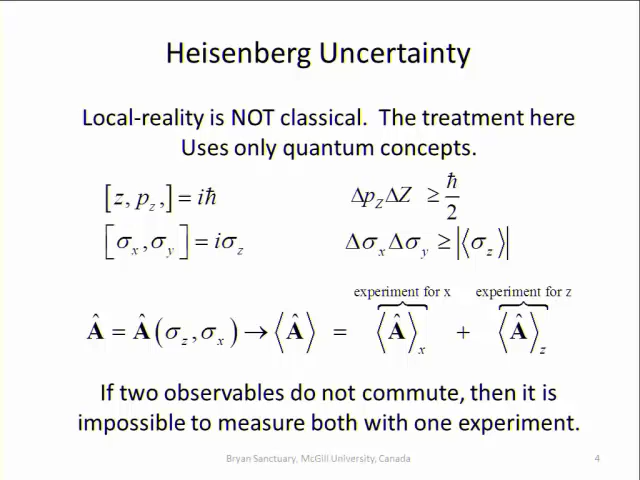 Heisenberg Uncertainty
Local-reality is NOT classical. The treatment here
Uses only quantum concepts.
[z, p_z,] = iħ
Δp_Z ΔZ ≥ ħ/2
[σ_x, σ_y] = iσ_z
Δσ_x Δσ_y ≥ |⟨σ_z⟩|
experiment for x experiment for z
Â = Â(σ_z, σ_x) → ⟨Â⟩ = ⟨Â⟩_x + ⟨Â⟩_z
If two observables do not commute, then it is
impossible to measure both with one experiment.
Bryan Sanctuary, McGill University, Canada
4